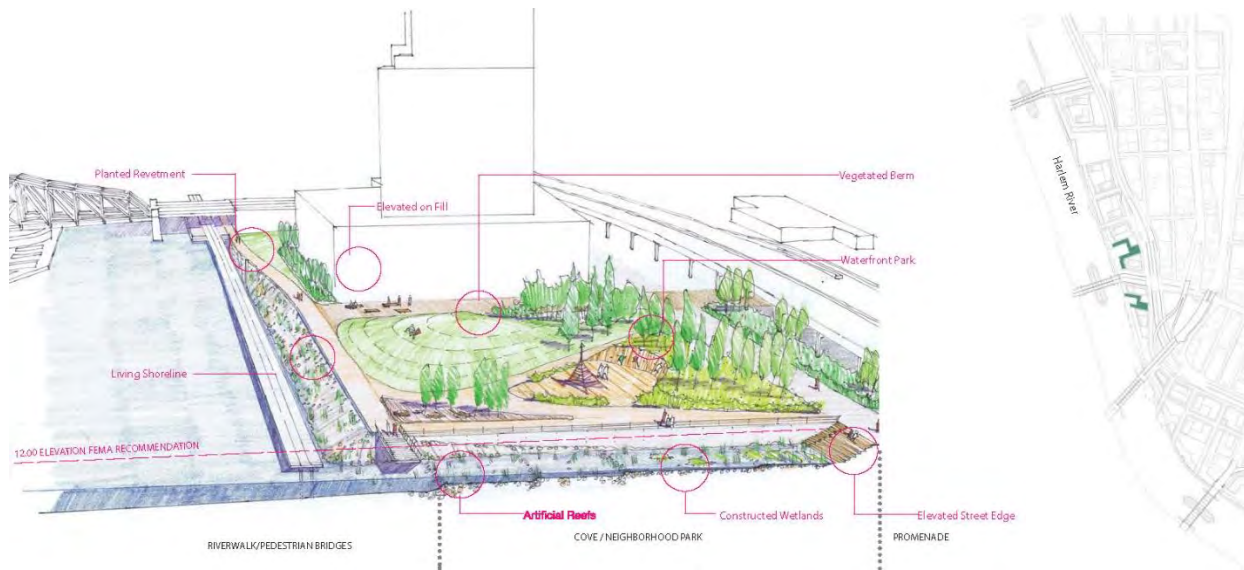 Planted Revetment
Vegetated Berm
Elevated on Fill
Waterfront Park
Harlem River
Living Shoreline
12.00 ELEVATION FEMA RECOMMENDATION
Artificial Reefs
Constructed Wetlands
Elevated Street Edge
RIVERWALK/PEDESTRIAN BRIDGES
COVE / NEIGHBORHOOD PARK
PROMENADE